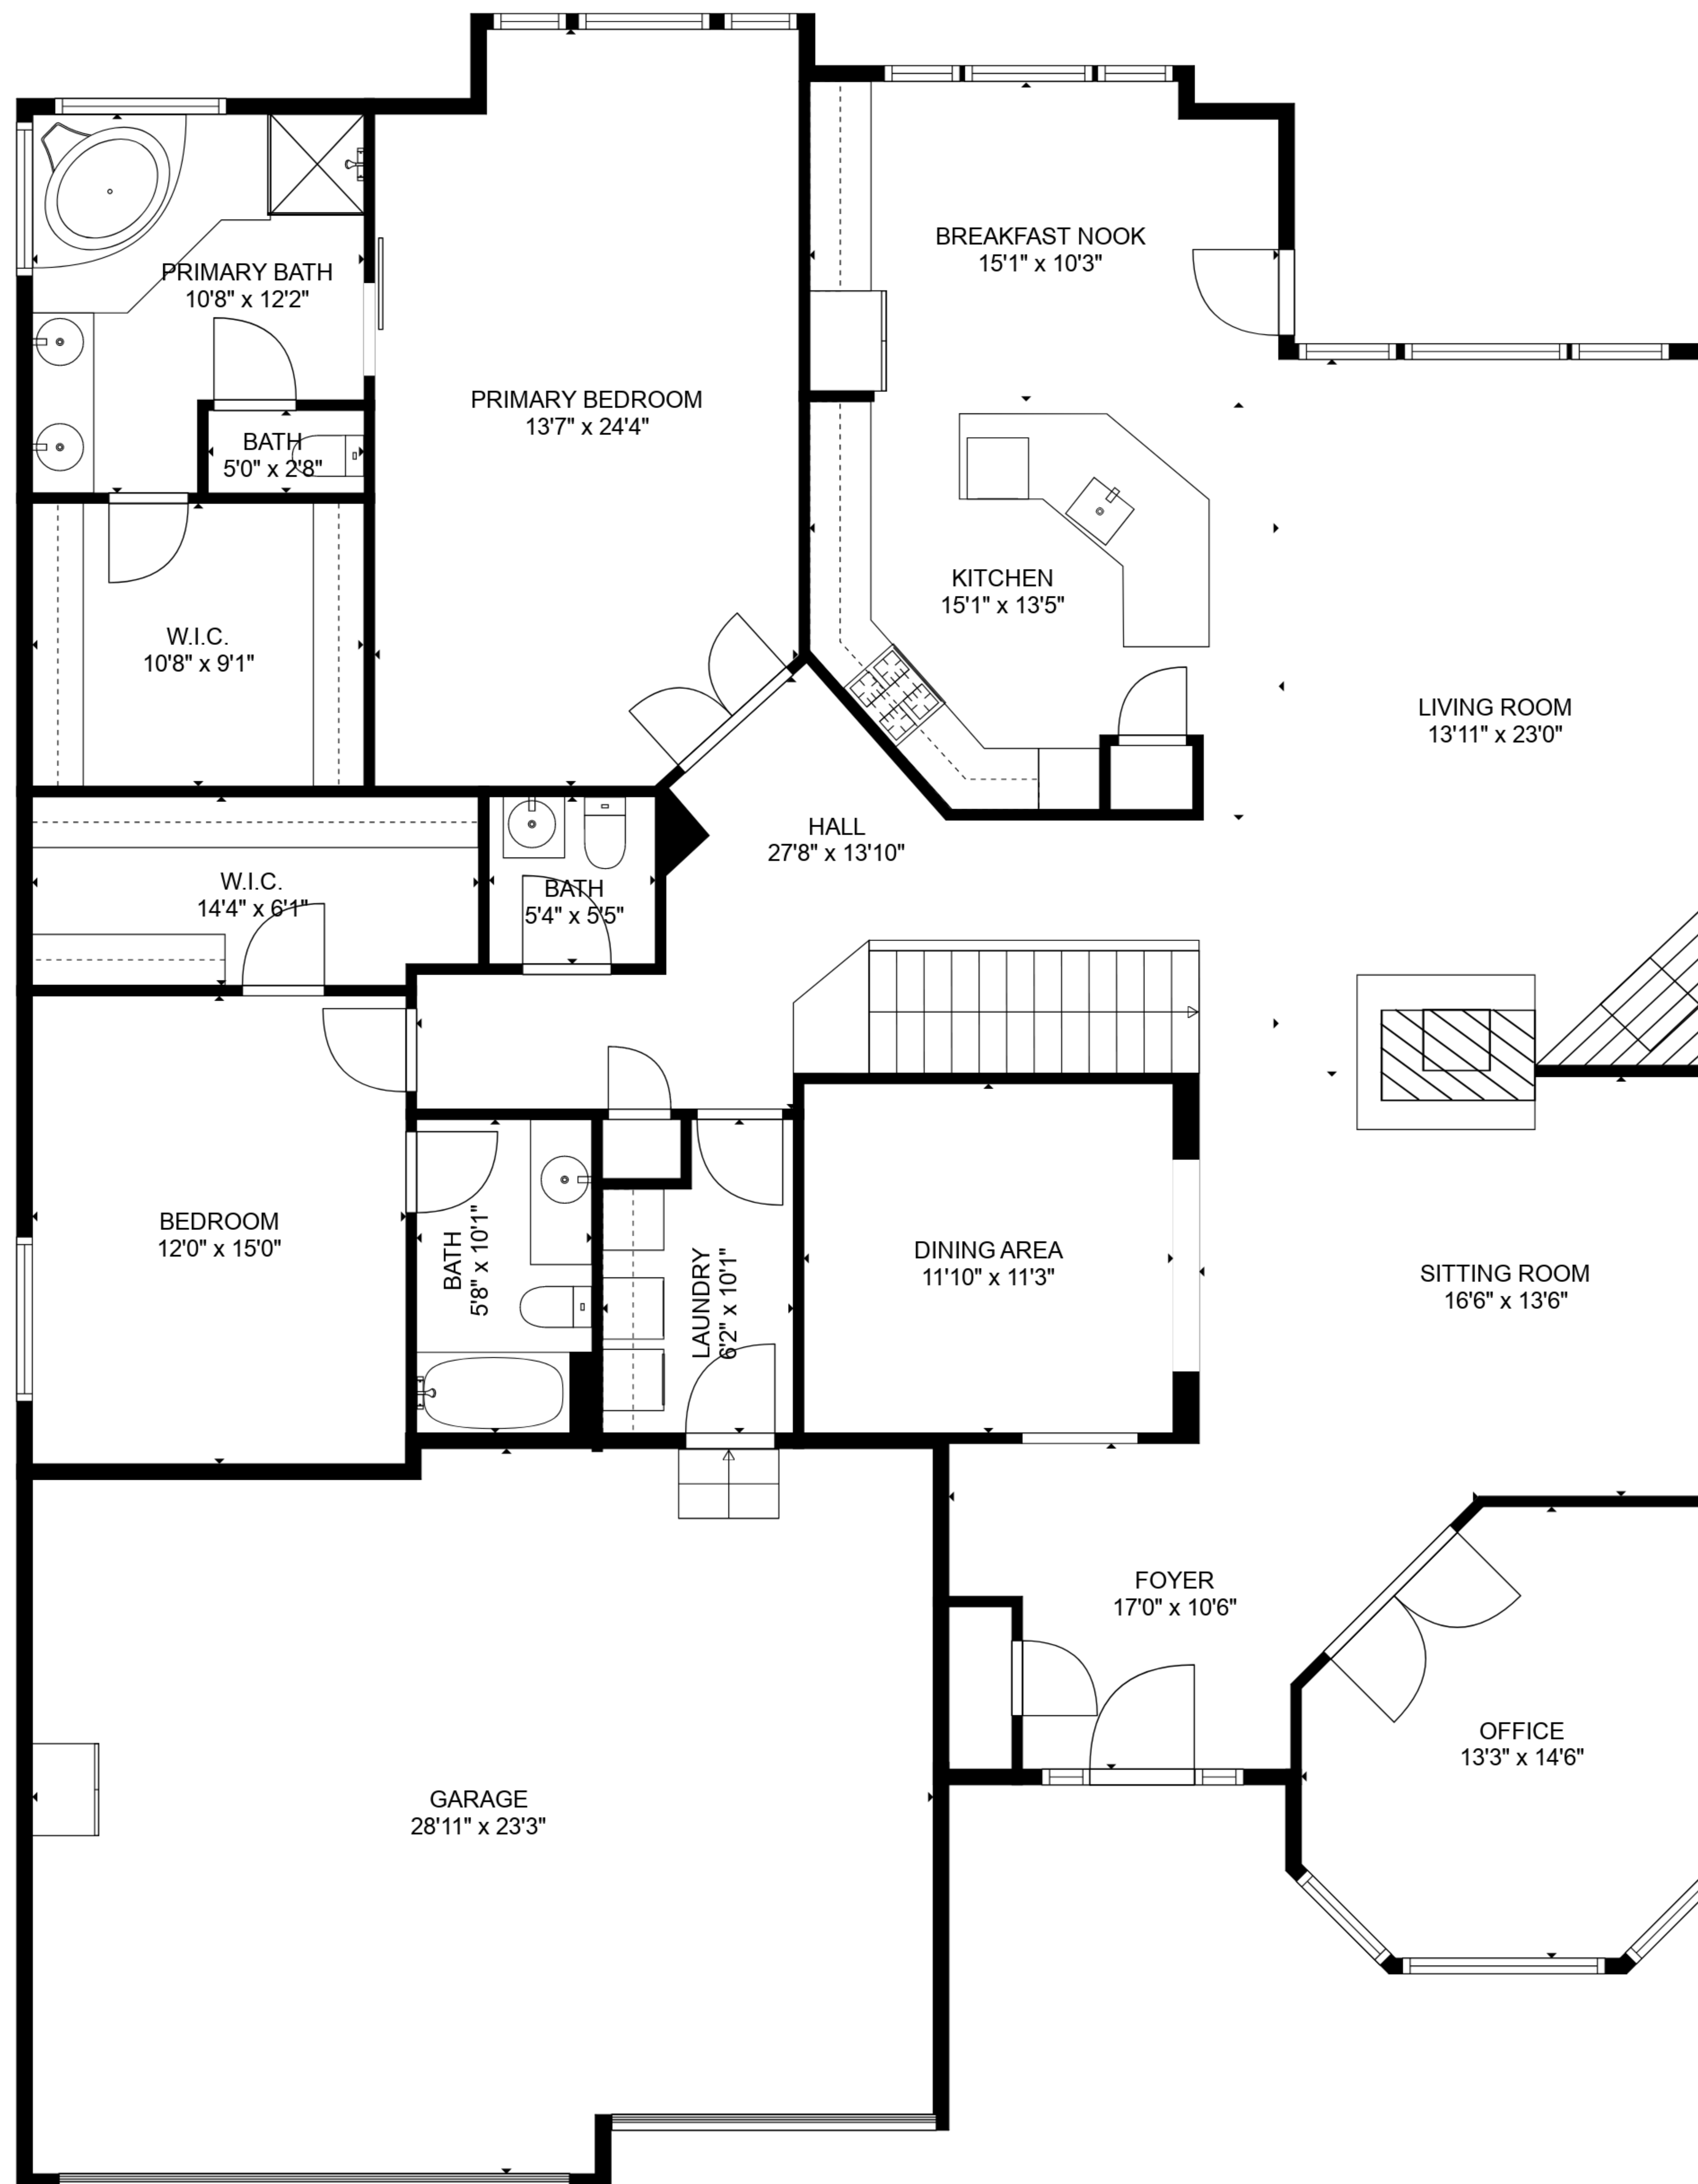 BREAKFAST NOOK
15'1" x 10'3"
PRIMARY BATH
10'8" x 12'2"
PRIMARY BEDROOM
13'7" x 24'4"
BATH
5'0" x 2'8"
KITCHEN
15'1" x 13'5"
W.I.C.
10'8" x 9'1"
LIVING ROOM
13'11" x 23'0"
HALL
27'8" x 13'10"
W.I.C.
14'4" x 6'1"
BATH
5'4" x 5'5"
BEDROOM
12'0" x 15'0"
BATH
5'8" x 10'1"
LAUNDRY
6'2" x 10'1"
DINING AREA
11'10" x 11'3"
SITTING ROOM
16'6" x 13'6"
FOYER
17'0" x 10'6"
OFFICE
13'3" x 14'6"
GARAGE
28'11" x 23'3"